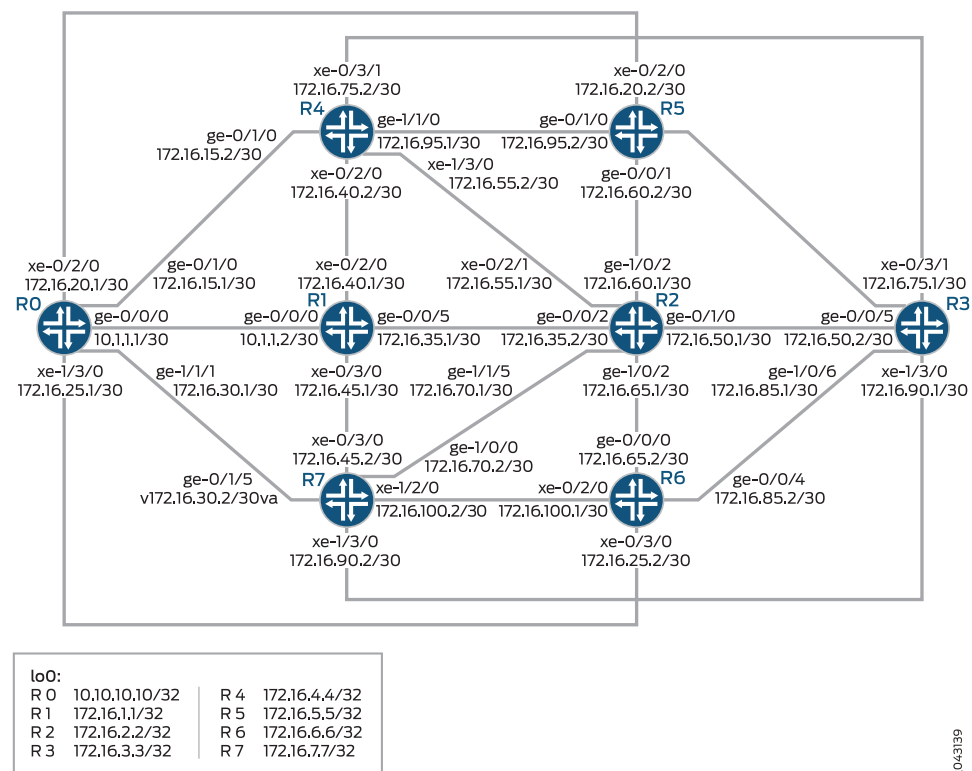 xe-0/3/1
172.16.75.2/30
R4
xe-0/2/0
172.16.20.2/30
R5
ge-0/1/0
172.16.15.2/30
ge-1/1/0
172.16.95.1/30
ge-0/1/0
172.16.95.2/30
xe-1/3/0
172.16.55.2/30
xe-0/2/0
172.16.40.2/30
ge-0/0/1
172.16.60.2/30
xe-0/2/0
172.16.20.1/30
R0
ge-0/1/0
172.16.15.1/30
xe-0/2/0
172.16.40.1/30
R1
xe-0/2/1
172.16.55.1/30
ge-1/0/2
172.16.60.1/30
R2
xe-0/3/1
172.16.75.1/30
R3
ge-0/0/0
10.1.1.1/30
ge-0/0/0
10.1.1.2/30
ge-0/0/5
172.16.35.1/30
ge-0/0/2
172.16.35.2/30
ge-0/1/0
172.16.50.1/30
ge-0/0/5
172.16.50.2/30
xe-1/3/0
172.16.25.1/30
ge-1/1/1
172.16.30.1/30
xe-0/3/0
172.16.45.1/30
ge-1/1/5
172.16.70.1/30
ge-1/0/2
172.16.65.1/30
ge-1/0/6
172.16.85.1/30
xe-1/3/0
172.16.90.1/30
xe-0/3/0
172.16.45.2/30
R7
ge-1/0/0
172.16.70.2/30
ge-0/0/0
172.16.65.2/30
R6
ge-0/1/5
v172.16.30.2/30va
xe-1/2/0
172.16.100.2/30
xe-0/2/0
172.16.100.1/30
ge-0/0/4
172.16.85.2/30
xe-1/3/0
172.16.90.2/30
xe-0/3/0
172.16.25.2/30
lo0:
R 0 10.10.10.10/32
R 1 172.16.1.1/32
R 2 172.16.2.2/32
R 3 172.16.3.3/32
R 4 172.16.4.4/32
R 5 172.16.5.5/32
R 6 172.16.6.6/32
R 7 172.16.7.7/32
043139